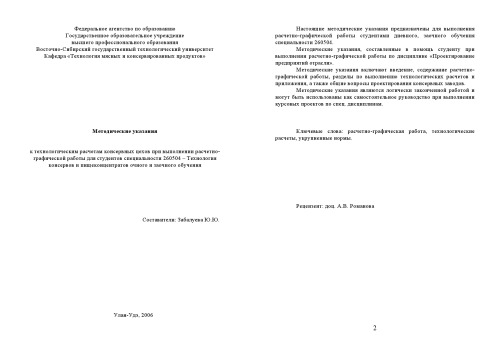 Федеральное агентство по образования
Государственное образовательное учреждение
высшего профессионального образования
Восточно-Сибирский государственный технологический университет
Кафедра «Технология мясных и консервированных продуктов»
Методические указания
к технологическим расчетам консервных цехов при выполнении расчетно-
графической работы для студентов специальности 260504 – Технология
консервов и пищеконцентратов очного и заочного обучения
Составители: Забалуева Ю.Ю.
Улан-Удэ, 2006
Настоящие методические указания предназначены для выполнения
расчетно-графической работы студентами дневного, заочного обучения
специальности 260504.
Методические указания, составленные в помощь студенту при
выполнении расчетно-графической работы по дисциплине «Проектирование
предприятий отрасли».
Методические указания включают введение, содержание расчетно-
графической работы, разделы по выполнению технологических расчетов и
приложения, а также общие вопросы проектирования консервных заводов.
Методические указания являются логически законченной работой и
могут быть использованы как самостоятельное руководство при выполнении
курсовых проектов по спец. дисциплинам.
Ключевые слова: расчетно-графическая работа, технологические
расчеты, укрупненные нормы.
Рецензент: доц. А.В. Романова
2